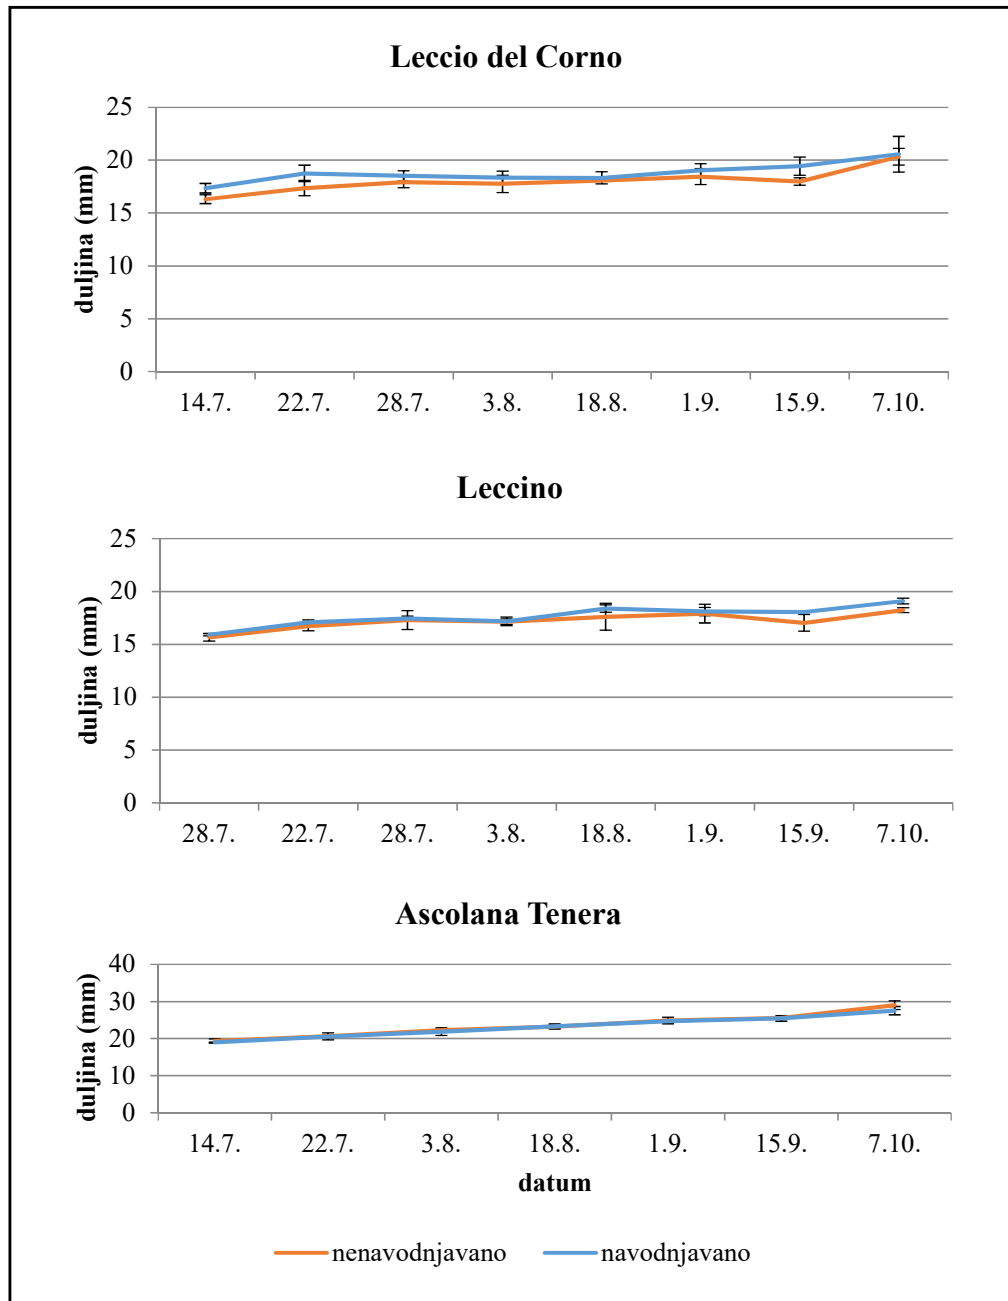 Leccio del Corno
25
20
15
10
5
0
duljina (mm)
14.7. 22.7. 28.7. 3.8. 18.8. 1.9. 15.9. 7.10.
Leccino
25
20
15
10
5
0
duljina (mm)
28.7. 22.7. 28.7. 3.8. 18.8. 1.9. 15.9. 7.10.
Ascolana Tenera
40
30
20
10
0
duljina (mm)
14.7. 22.7. 3.8. 18.8. 1.9. 15.9. 7.10.
datum
nenavodnjavano navodnjavano